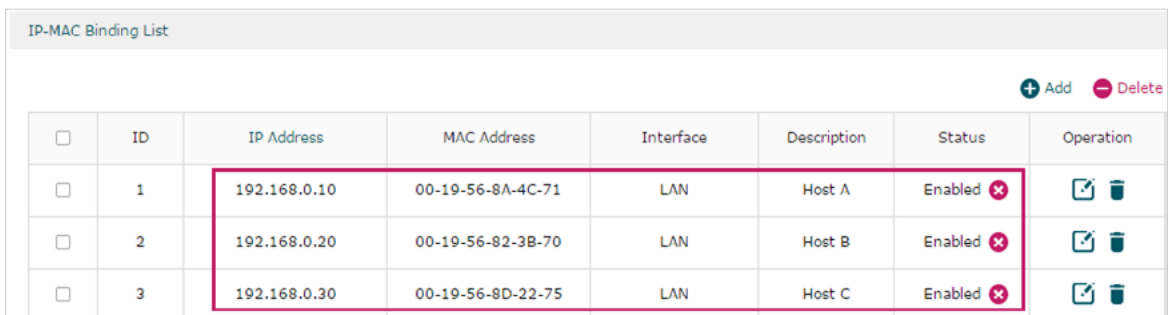 IP-MAC Binding List
Add Delete
ID IP Address MAC Address Interface Description Status Operation
1 192.168.0.10 00-19-56-8A-4C-71 LAN Host A Enabled
2 192.168.0.20 00-19-56-82-3B-70 LAN Host B Enabled
3 192.168.0.30 00-19-56-8D-22-75 LAN Host C Enabled